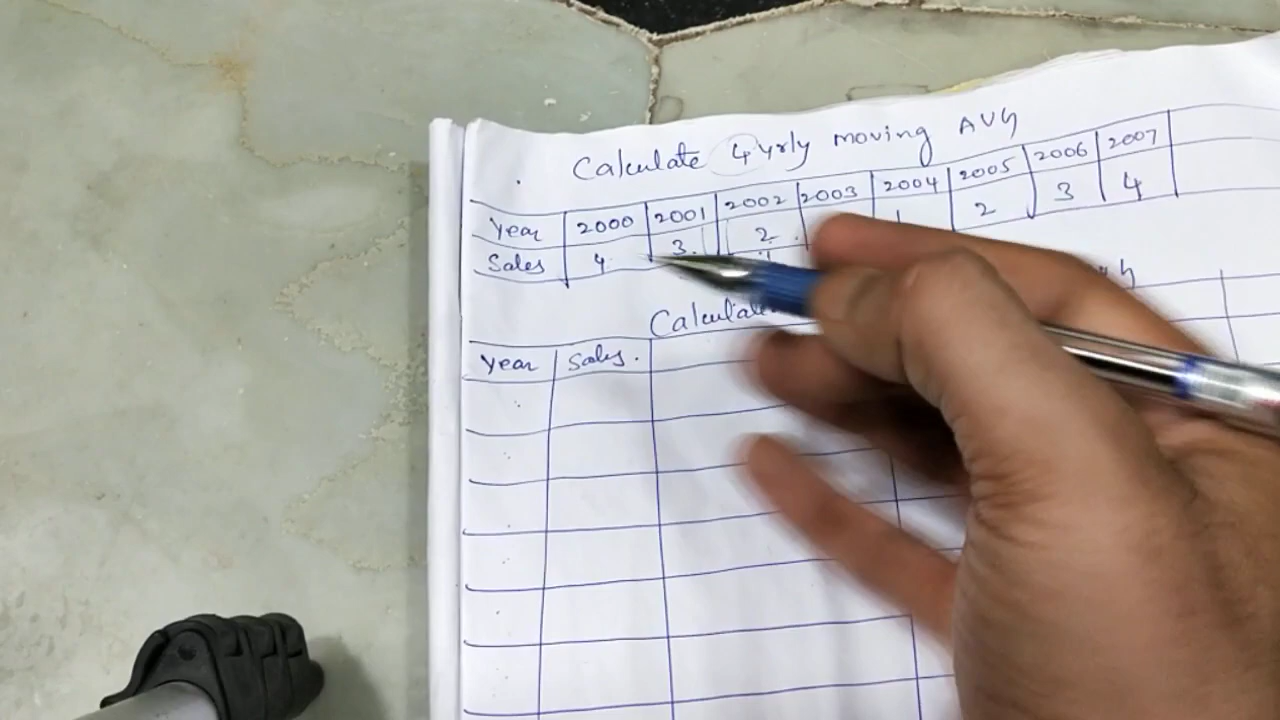 Calculate 4 yrly moving AVG
Year 2000 2001 2002 2003 2004 2005 2006 2007
Sales 4 3 2 2 3 4
Calculate
Year Sales.